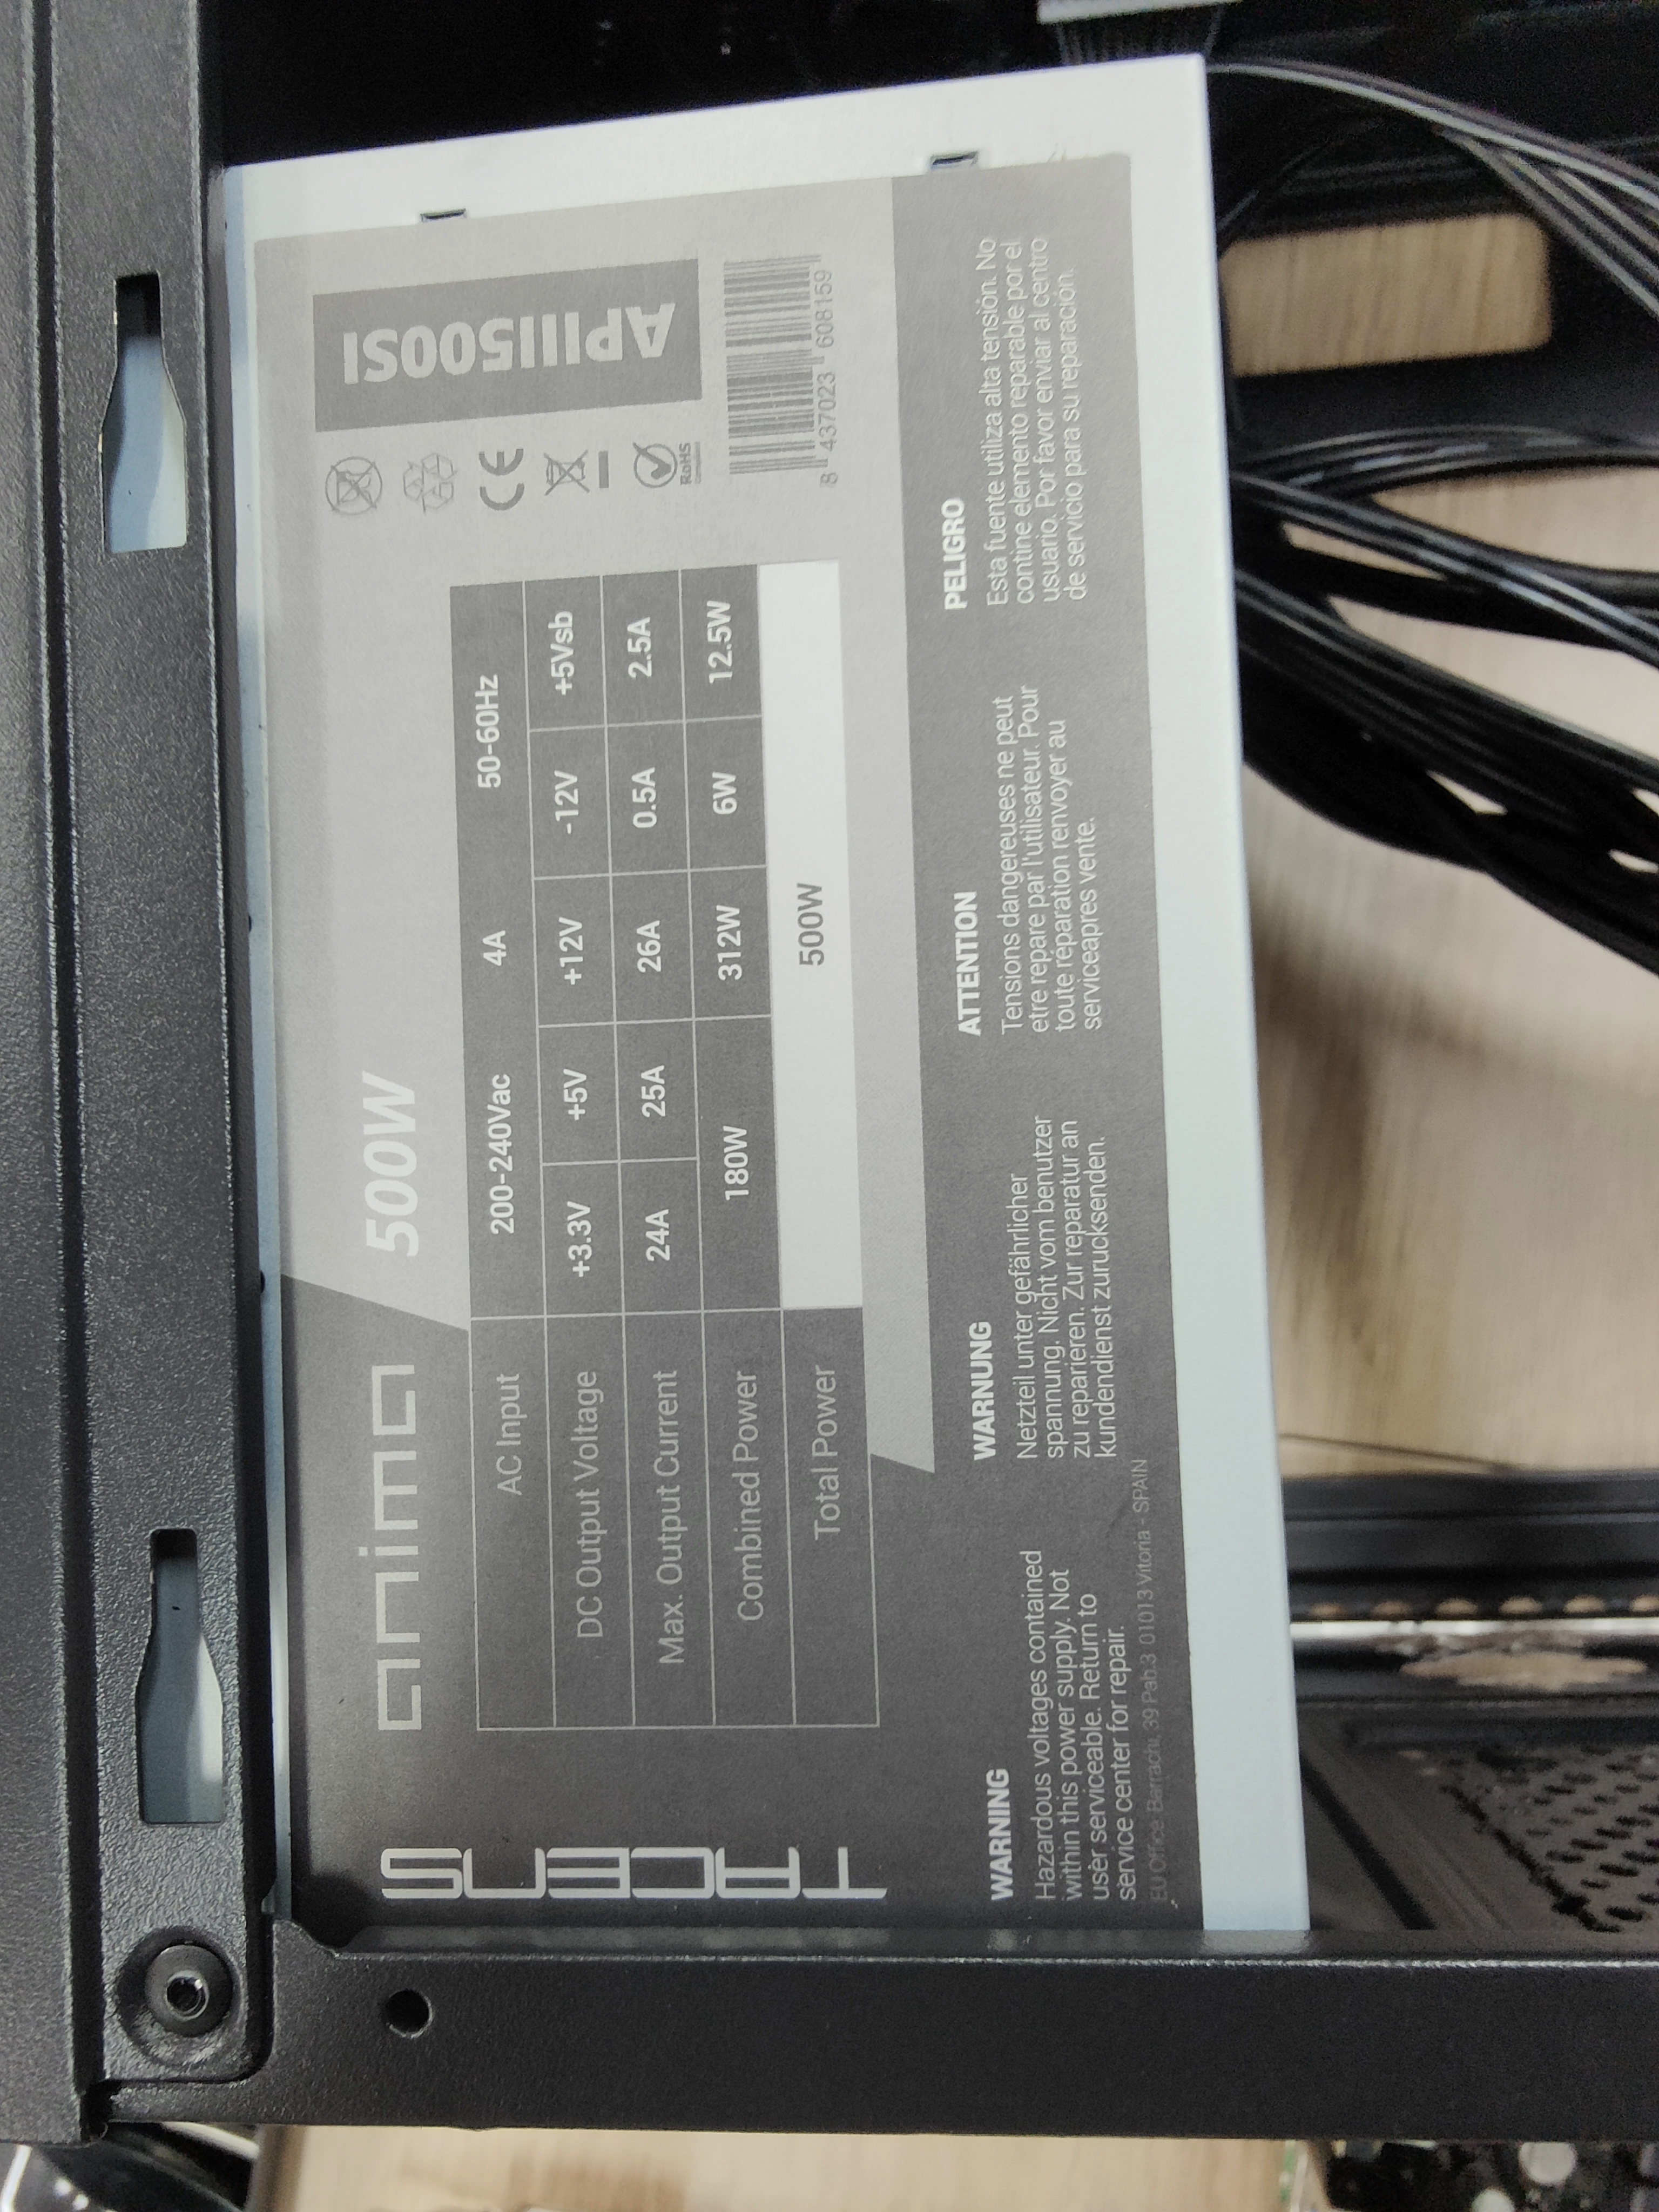 TACENS
anima 500W
APIII500SI
AC Input 200-240Vac 4A 50-60Hz
DC Output Voltage +3.3V +5V +12V -12V +5Vsb
Max. Output Current 24A 25A 26A 0.5A 2.5A
Combined Power 180W 312W 6W 12.5W
Total Power 500W
CE
RoHS
8 437023 608159
WARNING
Hazardous voltages contained
within this power supply. Not
user serviceable. Return to
service center for repair.
WARNUNG
Netzteil unter gefährlicher
spannung. Nicht vom benutzer
zu reparieren. Zur reparatur an
kundendienst zurucksenden.
ATTENTION
Tensions dangereuses ne peut
etre repare par l'utilisateur. Pour
toute réparation renvoyer au
serviceapres vente.
PELIGRO
Esta fuente utiliza alta tensión. No
contine elemento reparable por el
usuario. Por favor enviar al centro
de servicio para su reparación.
EU Office: 39 Pab.3 01013 Vitoria - SPAIN